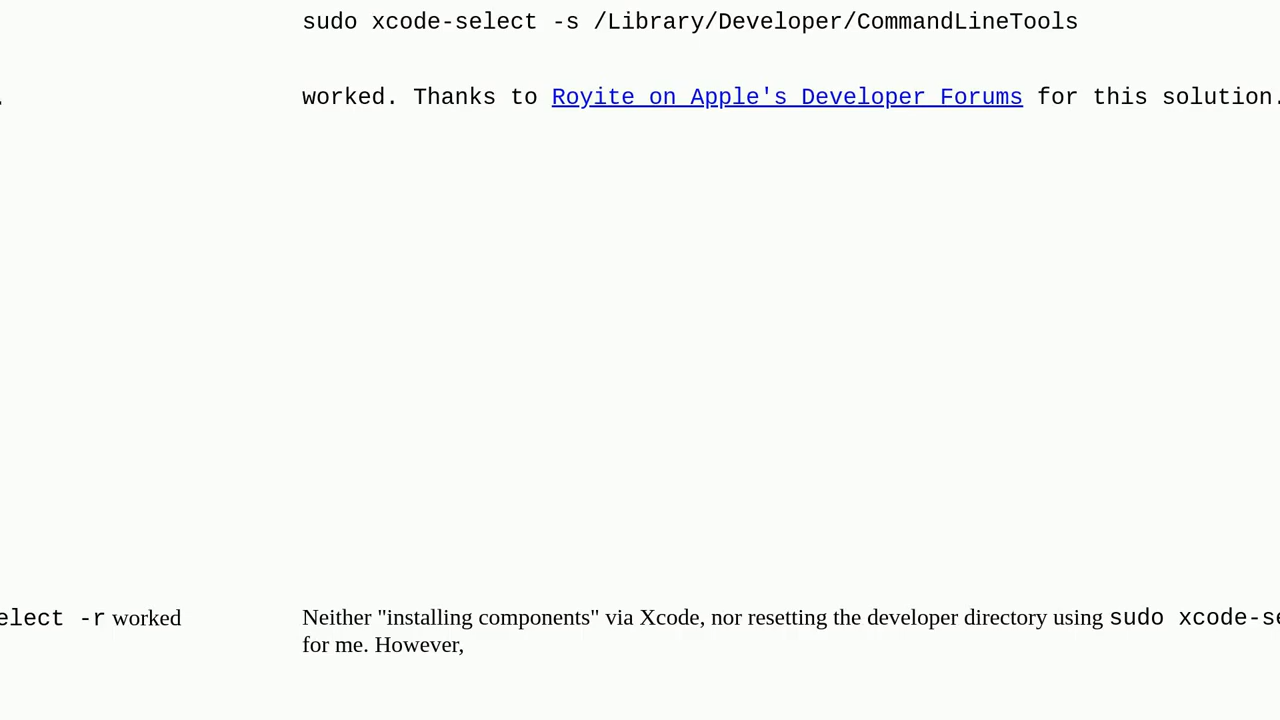 sudo xcode-select -s /Library/Developer/CommandLineTools
worked. Thanks to Royite on Apple's Developer Forums for this solution.
elect -r worked
Neither "installing components" via Xcode, nor resetting the developer directory using sudo xcode-se
for me. However,